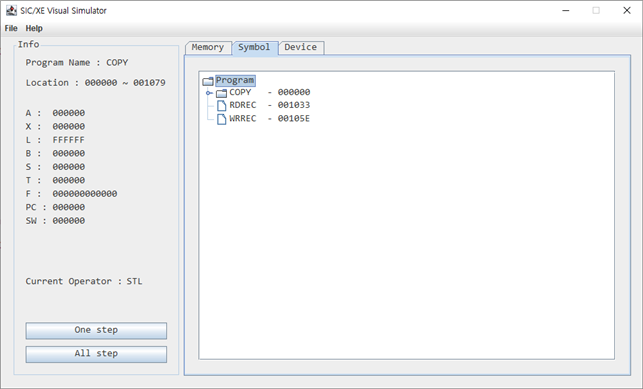 SIC/XE Visual Simulator
File Help
Info
Program Name : COPY
Location : 000000 ~ 001079
A : 000000
X : 000000
L : FFFFFF
B : 000000
S : 000000
T : 000000
F : 000000000000
PC : 000000
SW : 000000
Current Operator : STL
One step
All step
Memory Symbol Device
Program
COPY - 000000
RDREC - 001033
WRREC - 00105E